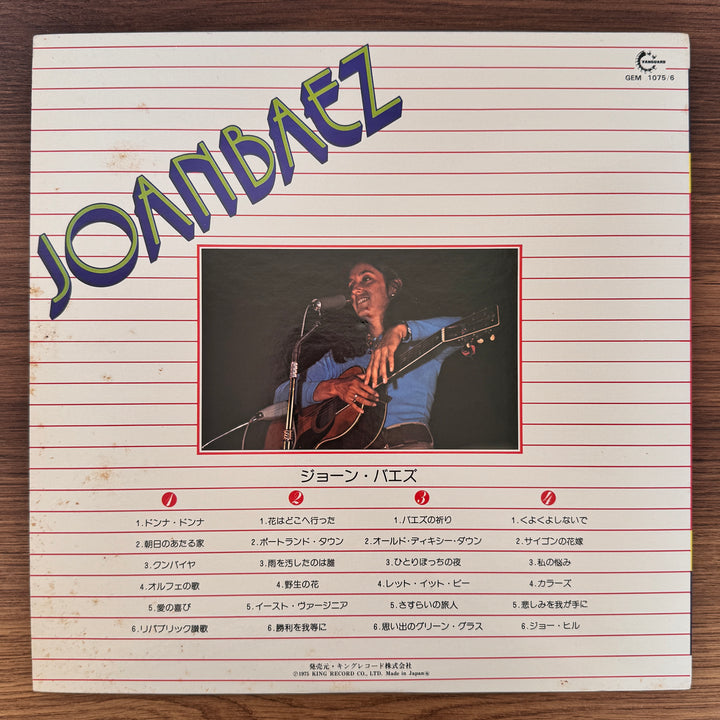 VANGUARD
GEM 1075/6
JOAN BAEZ
ジョーン・バエズ
1
1.ドンナ・ドンナ
2.朝日のあたる家
3.クンバイヤ
4.オルフェの歌
5.愛の喜び
6.リパブリック讃歌
2
1.花はどこへ行った
2.ポートランド・タウン
3.雨を汚したのは誰
4.野生の花
5.イースト・ヴァージニア
6.勝利を我等に
3
1.バエズの祈り
2.オールド・ディキシー・ダウン
3.ひとりぼっちの夜
4.レット・イット・ビー
5.さすらいの旅人
6.思い出のグリーン・グラス
4
1.くよくよしないで
2.サイゴンの花嫁
3.私の悩み
4.カラーズ
5.悲しみを我が手に
6.ジョー・ヒル
発売元・キングレコード株式会社
Ⓟ1975 KING RECORD CO., LTD. Made in Japan